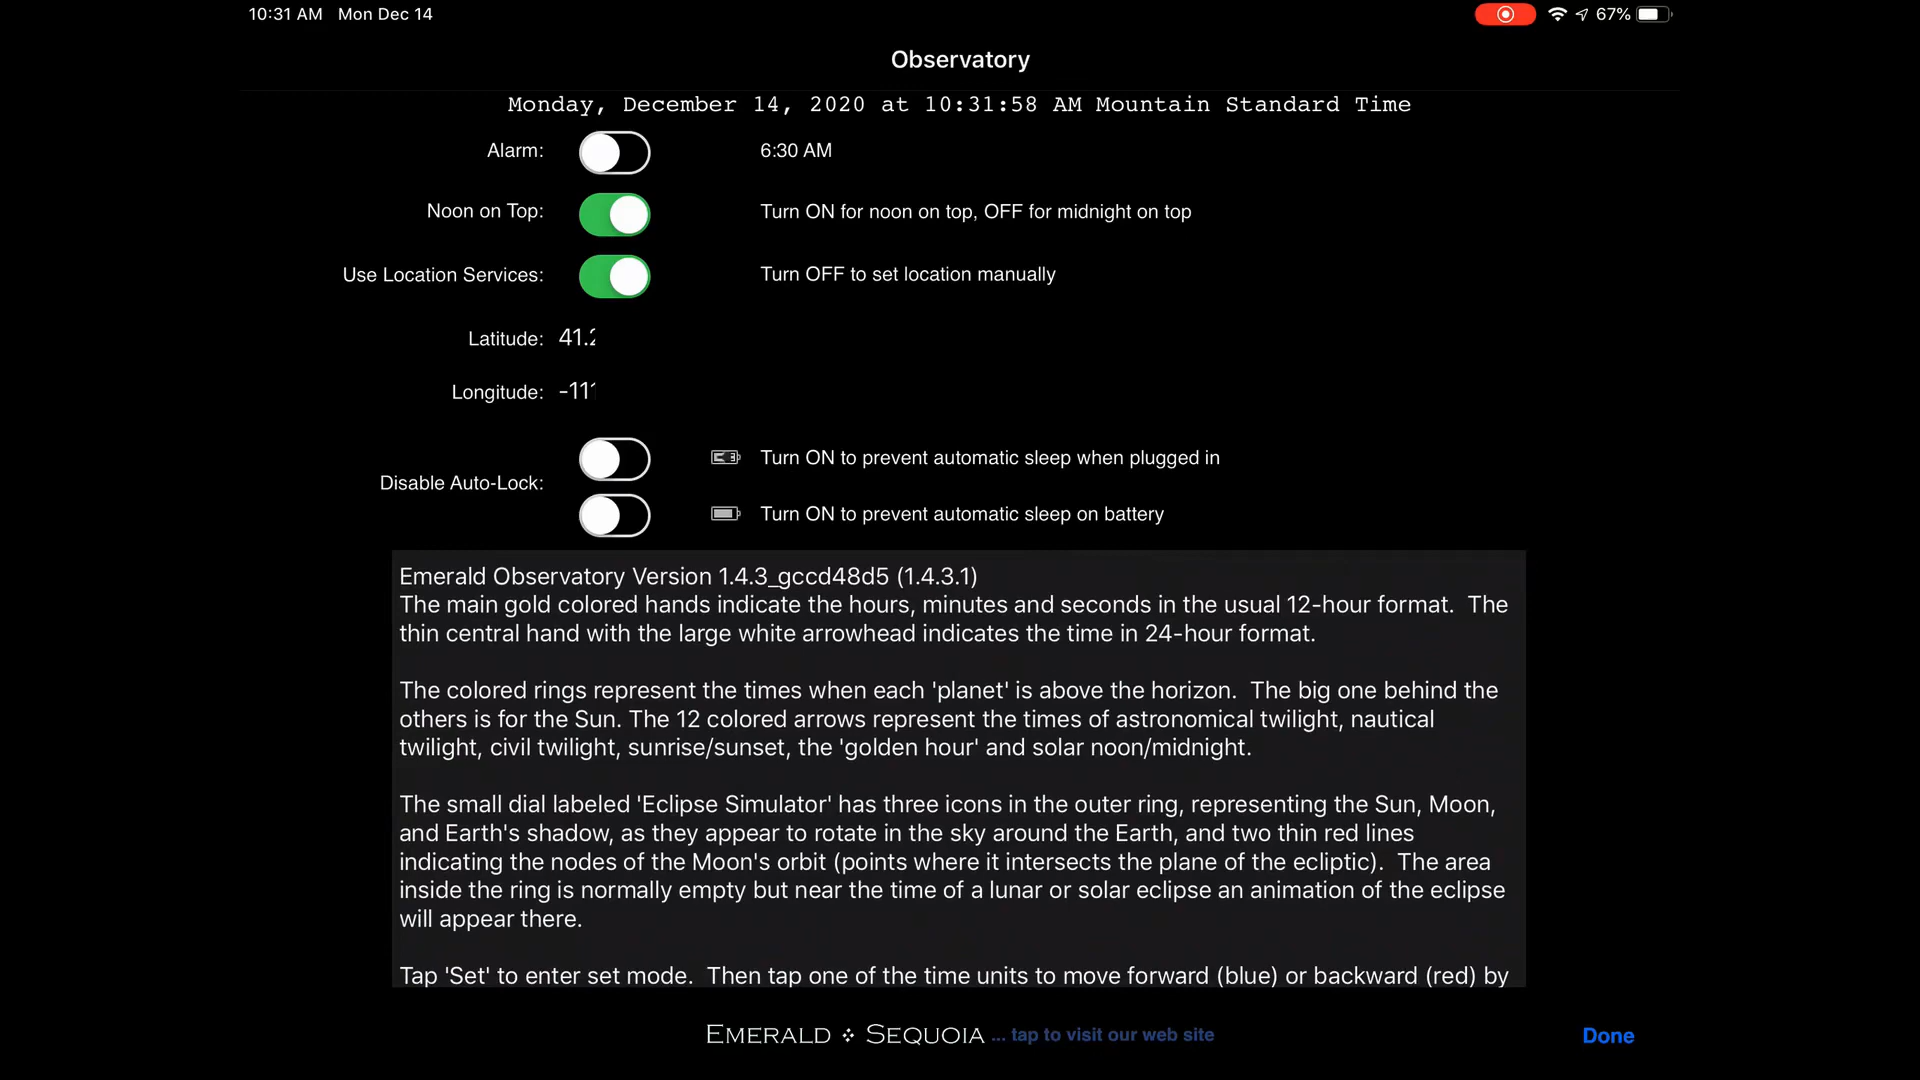 10:31 AM Mon Dec 14
67%
Observatory
Monday, December 14, 2020 at 10:31:58 AM Mountain Standard Time
Alarm: 6:30 AM
Noon on Top: Turn ON for noon on top, OFF for midnight on top
Use Location Services: Turn OFF to set location manually
Latitude: 41.2
Longitude: -111
Turn ON to prevent automatic sleep when plugged in
Disable Auto-Lock:
Turn ON to prevent automatic sleep on battery
Emerald Observatory Version 1.4.3_gccd48d5 (1.4.3.1)
The main gold colored hands indicate the hours, minutes and seconds in the usual 12-hour format. The
thin central hand with the large white arrowhead indicates the time in 24-hour format.
The colored rings represent the times when each 'planet' is above the horizon. The big one behind the
others is for the Sun. The 12 colored arrows represent the times of astronomical twilight, nautical
twilight, civil twilight, sunrise/sunset, the 'golden hour' and solar noon/midnight.
The small dial labeled 'Eclipse Simulator' has three icons in the outer ring, representing the Sun, Moon,
and Earth's shadow, as they appear to rotate in the sky around the Earth, and two thin red lines
indicating the nodes of the Moon's orbit (points where it intersects the plane of the ecliptic). The area
inside the ring is normally empty but near the time of a lunar or solar eclipse an animation of the eclipse
will appear there.
Tap 'Set' to enter set mode. Then tap one of the time units to move forward (blue) or backward (red) by
EMERALD SEQUOIA ... tap to visit our web site
Done